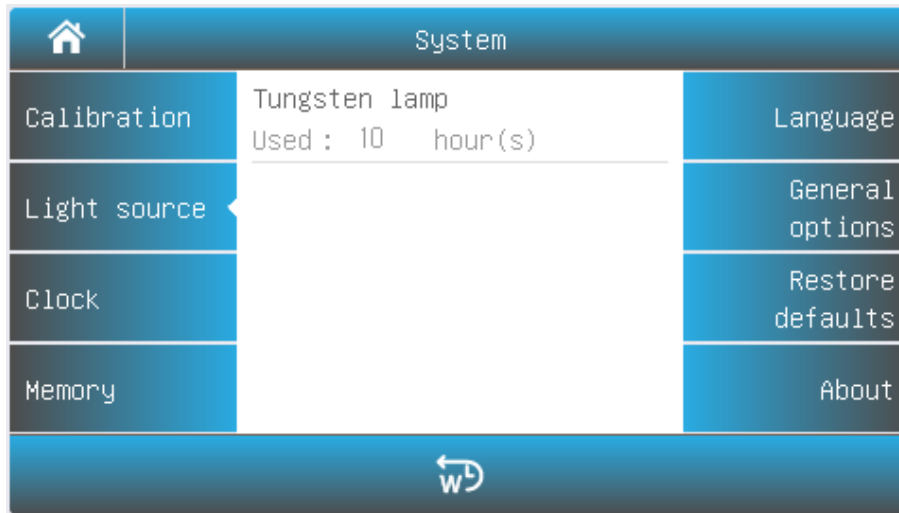 System
Calibration
Light source
Clock
Memory
Tungsten lamp
Used : 10 hour(s)
Language
General
options
Restore
defaults
About
W